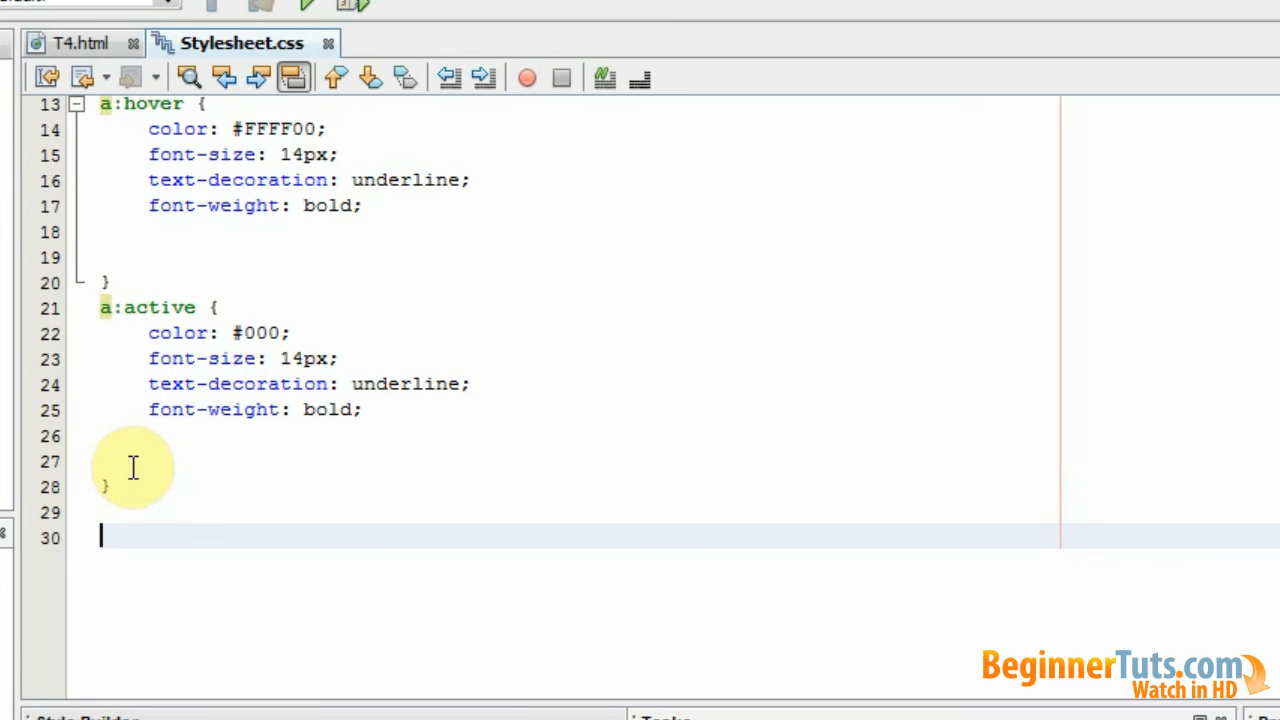 T4.html
Stylesheet.css
13 a:hover {
14 color: #FFFF00;
15 font-size: 14px;
16 text-decoration: underline;
17 font-weight: bold;
18
19
20 }
21 a:active {
22 color: #000;
23 font-size: 14px;
24 text-decoration: underline;
25 font-weight: bold;
26
27
28 }
29
30
BeginnerTuts.com
Watch in HD